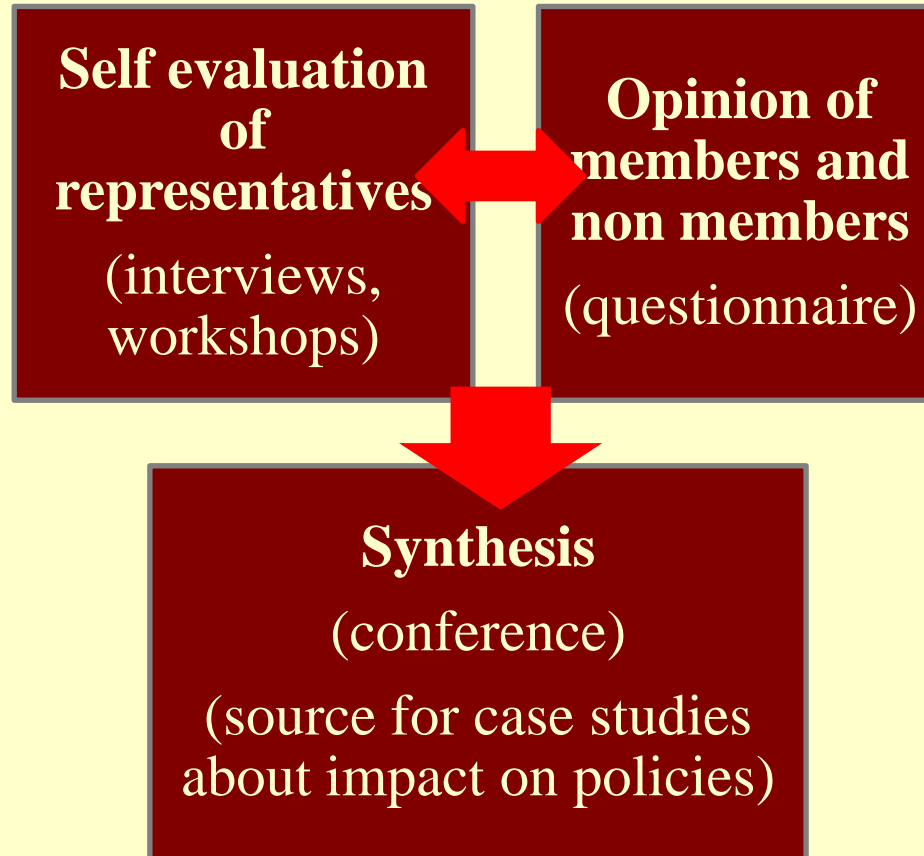 Self evaluation
of
representatives
(interviews,
workshops)
Opinion of
members and
non members
(questionnaire)
Synthesis
(conference)
(source for case studies
about impact on policies)